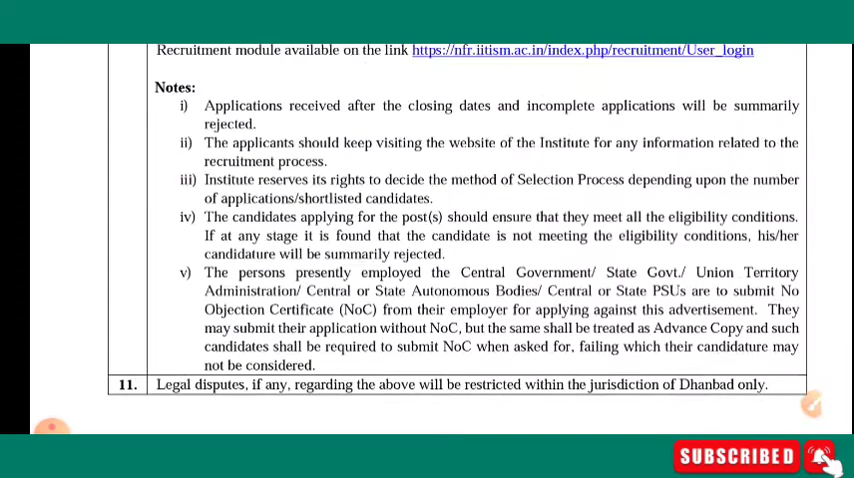 Recruitment module available on the link https://nfr.iitism.ac.in/index.php/recruitment/User_login
Notes:
i) Applications received after the closing dates and incomplete applications will be summarily
rejected.
ii) The applicants should keep visiting the website of the Institute for any information related to the
recruitment process.
iii) Institute reserves its rights to decide the method of Selection Process depending upon the number
of applications/shortlisted candidates.
iv) The candidates applying for the post(s) should ensure that they meet all the eligibility conditions.
If at any stage it is found that the candidate is not meeting the eligibility conditions, his/her
candidature will be summarily rejected.
v) The persons presently employed the Central Government/ State Govt./ Union Territory
Administration/ Central or State Autonomous Bodies/ Central or State PSUs are to submit No
Objection Certificate (NoC) from their employer for applying against this advertisement. They
may submit their application without NoC, but the same shall be treated as Advance Copy and such
candidates shall be required to submit NoC when asked for, failing which their candidature may
not be considered.
11. Legal disputes, if any, regarding the above will be restricted within the jurisdiction of Dhanbad only.
SUBSCRIBED